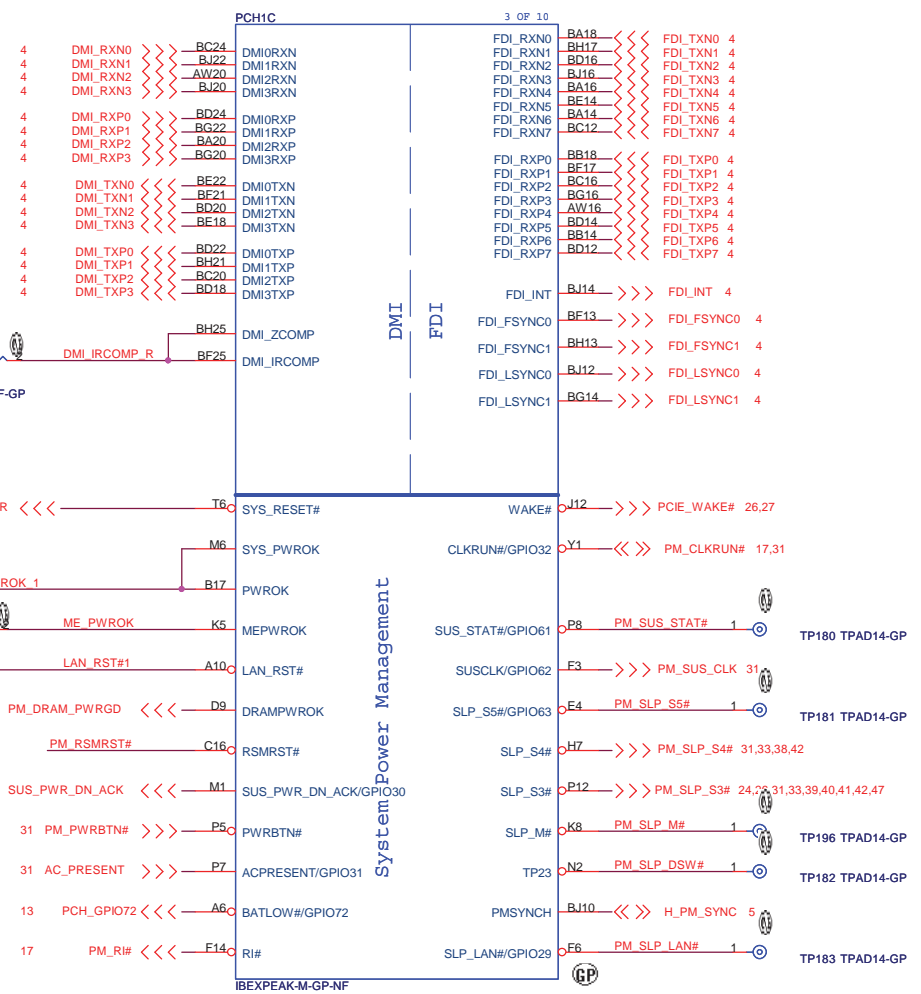 PCH1C 3 OF 10
4 DMI_RXN0 BC24 DMI0RXN
4 DMI_RXN1 BJ22 DMI1RXN
4 DMI_RXN2 AW20 DMI2RXN
4 DMI_RXN3 BJ20 DMI3RXN
4 DMI_RXP0 BD24 DMI0RXP
4 DMI_RXP1 BG22 DMI1RXP
4 DMI_RXP2 BA20 DMI2RXP
4 DMI_RXP3 BG20 DMI3RXP
4 DMI_TXN0 BE22 DMI0TXN
4 DMI_TXN1 BF21 DMI1TXN
4 DMI_TXN2 BD20 DMI2TXN
4 DMI_TXN3 BE18 DMI3TXN
4 DMI_TXP0 BD22 DMI0TXP
4 DMI_TXP1 BH21 DMI1TXP
4 DMI_TXP2 BC20 DMI2TXP
4 DMI_TXP3 BD18 DMI3TXP
BH25 DMI_ZCOMP
2 DMI_IRCOMP_R BF25 DMI_IRCOMP
F-GP
DMI
FDI
FDI_RXN0 BA18 FDI_TXN0 4
FDI_RXN1 BH17 FDI_TXN1 4
FDI_RXN2 BD16 FDI_TXN2 4
FDI_RXN3 BJ16 FDI_TXN3 4
FDI_RXN4 BA16 FDI_TXN4 4
FDI_RXN5 BE14 FDI_TXN5 4
FDI_RXN6 BA14 FDI_TXN6 4
FDI_RXN7 BC12 FDI_TXN7 4
FDI_RXP0 BB18 FDI_TXP0 4
FDI_RXP1 BF17 FDI_TXP1 4
FDI_RXP2 BC16 FDI_TXP2 4
FDI_RXP3 BG16 FDI_TXP3 4
FDI_RXP4 AW16 FDI_TXP4 4
FDI_RXP5 BD14 FDI_TXP5 4
FDI_RXP6 BB14 FDI_TXP6 4
FDI_RXP7 BD12 FDI_TXP7 4
FDI_INT BJ14 FDI_INT 4
FDI_FSYNC0 BF13 FDI_FSYNC0 4
FDI_FSYNC1 BH13 FDI_FSYNC1 4
FDI_LSYNC0 BJ12 FDI_LSYNC0 4
FDI_LSYNC1 BG14 FDI_LSYNC1 4
R T6 SYS_RESET#
M6 SYS_PWROK
ROK_1 B17 PWROK
2 ME_PWROK K5 MEPWROK
LAN_RST#1 A10 LAN_RST#
PM_DRAM_PWRGD D9 DRAMPWROK
PM_RSMRST# C16 RSMRST#
SUS_PWR_DN_ACK M1 SUS_PWR_DN_ACK/GPIO30
31 PM_PWRBTN# P5 PWRBTN#
31 AC_PRESENT P7 ACPRESENT/GPIO31
13 PCH_GPIO72 A6 BATLOW#/GPIO72
17 PM_RI# F14 RI#
System Power Management
WAKE# J12 PCIE_WAKE# 26,27
CLKRUN#/GPIO32 Y1 PM_CLKRUN# 17,31
SUS_STAT#/GPIO61 P8 PM_SUS_STAT# 1 TP180 TPAD14-GP
SUSCLK/GPIO62 F3 PM_SUS_CLK 31
SLP_S5#/GPIO63 E4 PM_SLP_S5# 1 TP181 TPAD14-GP
SLP_S4# H7 PM_SLP_S4# 31,33,38,42
SLP_S3# P12 PM_SLP_S3# 24,26,31,33,39,40,41,42,47
SLP_M# K8 PM_SLP_M# 1 TP196 TPAD14-GP
TP23 N2 PM_SLP_DSW# 1 TP182 TPAD14-GP
PMSYNCH BJ10 H_PM_SYNC 5
SLP_LAN#/GPIO29 F6 PM_SLP_LAN# 1 TP183 TPAD14-GP
GP
IBEXPEAK-M-GP-NF